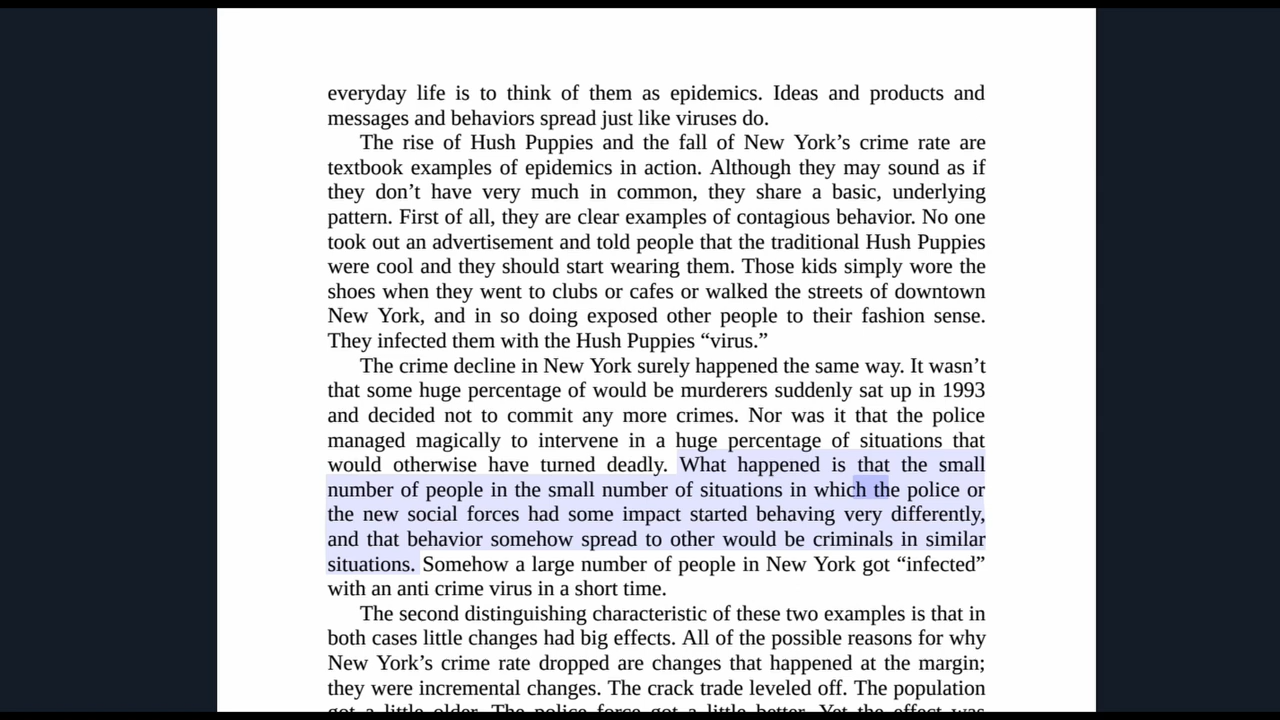 everyday life is to think of them as epidemics. Ideas and products and
messages and behaviors spread just like viruses do.
The rise of Hush Puppies and the fall of New York’s crime rate are
textbook examples of epidemics in action. Although they may sound as if
they don’t have very much in common, they share a basic, underlying
pattern. First of all, they are clear examples of contagious behavior. No one
took out an advertisement and told people that the traditional Hush Puppies
were cool and they should start wearing them. Those kids simply wore the
shoes when they went to clubs or cafes or walked the streets of downtown
New York, and in so doing exposed other people to their fashion sense.
They infected them with the Hush Puppies “virus.”
The crime decline in New York surely happened the same way. It wasn’t
that some huge percentage of would be murderers suddenly sat up in 1993
and decided not to commit any more crimes. Nor was it that the police
managed magically to intervene in a huge percentage of situations that
would otherwise have turned deadly. What happened is that the small
number of people in the small number of situations in which the police or
the new social forces had some impact started behaving very differently,
and that behavior somehow spread to other would be criminals in similar
situations. Somehow a large number of people in New York got “infected”
with an anti crime virus in a short time.
The second distinguishing characteristic of these two examples is that in
both cases little changes had big effects. All of the possible reasons for why
New York’s crime rate dropped are changes that happened at the margin;
they were incremental changes. The crack trade leveled off. The population
got a little older. The police force got a little better. Yet the effect was